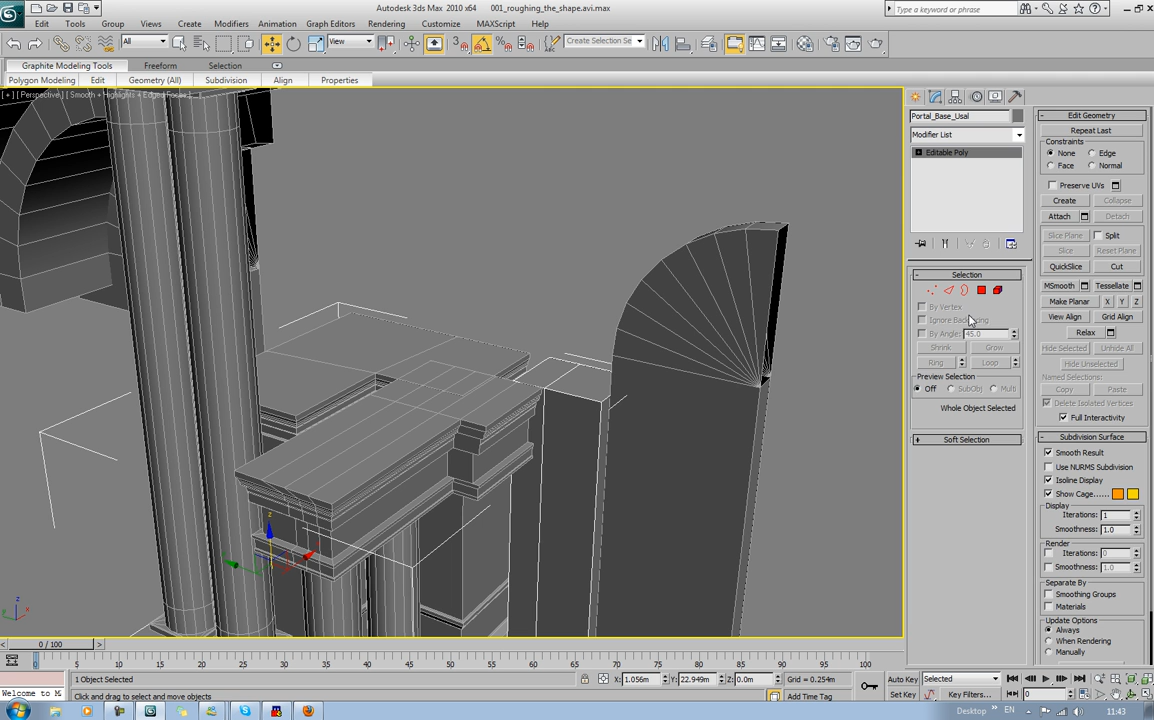 Autodesk 3ds Max 2010 x64 001_roughing_the_shape.avi.max Type a keyword or phrase
Edit Tools Group Views Create Modifiers Animation Graph Editors Rendering Customize MAXScript Help
All View Create Selection Se
Graphite Modeling Tools Freeform Selection
Polygon Modeling Edit Geometry (All) Subdivision Align Properties
[ + ] [ Perspective ] [ Smooth + Highlights + Edged Faces ]
Portal_Base_Usal
Modifier List
Editable Poly
Selection
By Vertex
Ignore Backfacing
By Angle: 45.0
Shrink Grow
Ring Loop
Preview Selection
Off SubObj Multi
Whole Object Selected
Soft Selection
Edit Geometry
Repeat Last
Constraints
None Edge
Face Normal
Preserve UVs
Create Collapse
Attach Detach
Slice Plane Split
Slice Reset Plane
QuickSlice Cut
MSmooth Tessellate
Make Planar X Y Z
View Align Grid Align
Relax
Hide Selected Unhide All
Hide Unselected
Named Selections:
Copy Paste
Delete Isolated Vertices
Full Interactivity
Subdivision Surface
Smooth Result
Use NURMS Subdivision
Isoline Display
Show Cage......
Display
Iterations: 1
Smoothness: 1.0
Render
Iterations: 0
Smoothness: 1.0
Separate By
Smoothing Groups
Materials
Update Options
Always
When Rendering
Manually
z
z
x
0 / 100
0 5 10 15 20 25 30 35 40 45 50 55 60 65 70 75 80 85 90 95 100
1 Object Selected X: 1.056m Y: 22.949m Z: 0.0m Grid = 0.254m Auto Key Selected
Welcome to M Click and drag to select and move objects Add Time Tag Set Key Key Filters... 0
Desktop EN 11:43